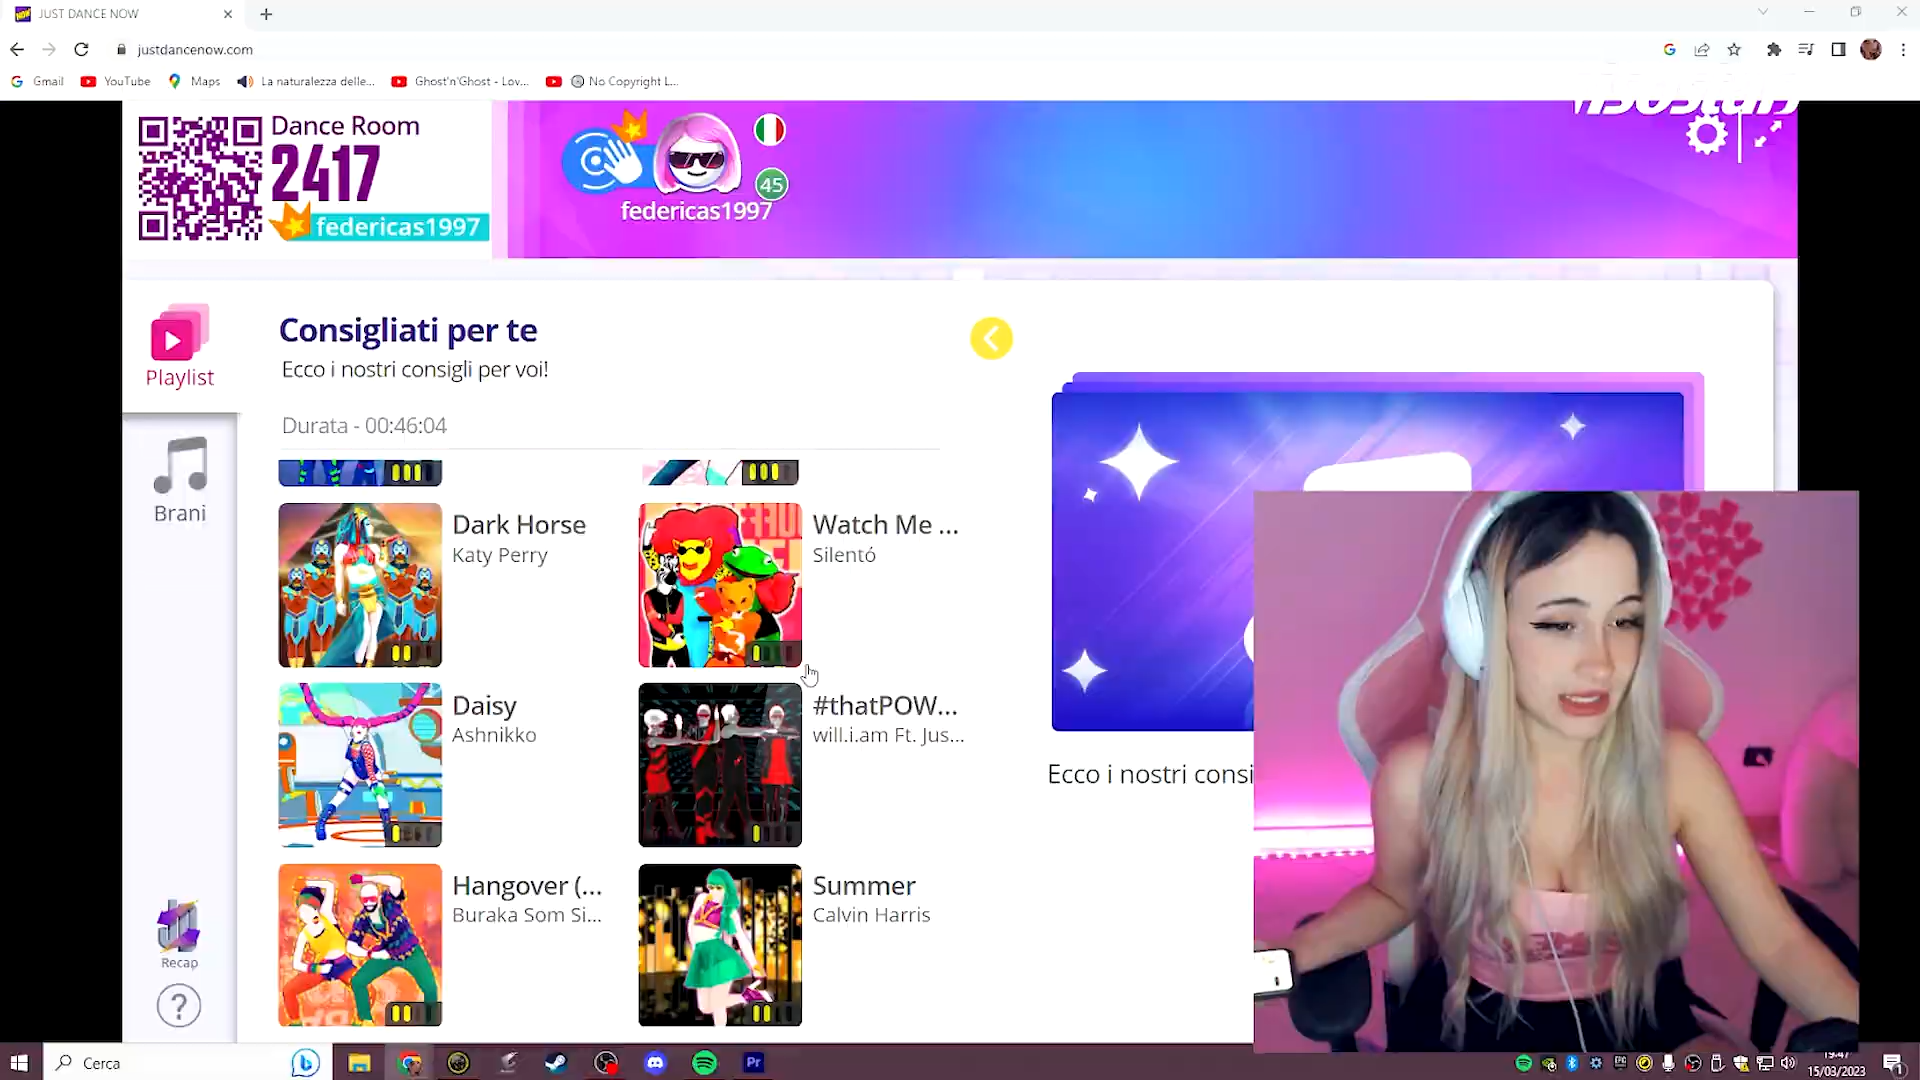 JUST DANCE NOW
justdancenow.com
Gmail
YouTube
Maps
La naturalezza delle...
Ghost'n'Ghost - Lov...
No Copyright L...
Dance Room
2417
federicas1997
45
federicas1997
Playlist
Brani
Recap
?
Consigliati per te
Ecco i nostri consigli per voi!
Durata - 00:46:04
Dark Horse
Katy Perry
Watch Me ...
Silentó
Daisy
Ashnikko
#thatPOW...
will.i.am Ft. Jus...
Hangover (...
Buraka Som Si...
Summer
Calvin Harris
Ecco i nostri consi
Cerca
Pr
19:47
15/03/2023